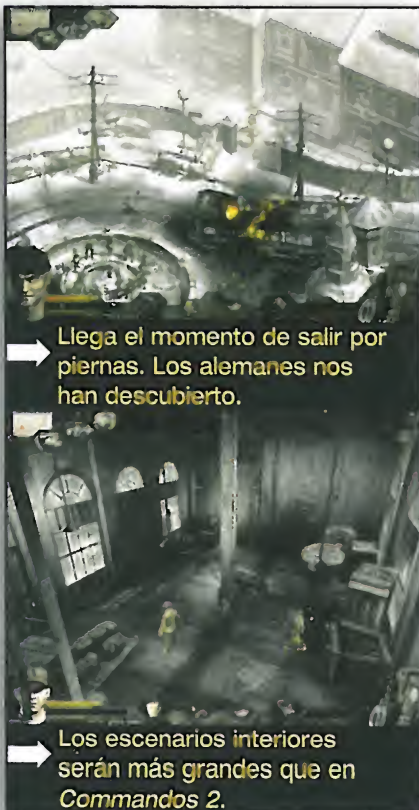 Llega el momento de salir por
piernas. Los alemanes nos
han descubierto.
Los escenarios interiores
serán más grandes que en
Commandos 2.